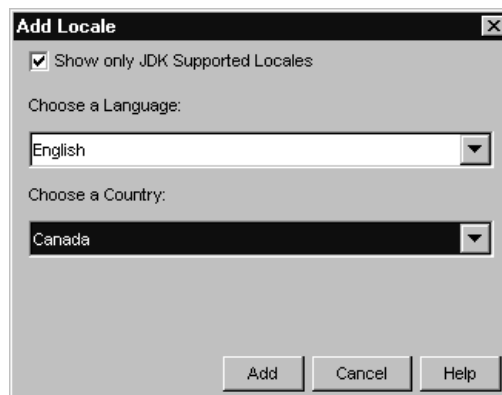 Add Locale
Show only JDK Supported Locales
Choose a Language:
English
Choose a Country:
Canada
Add Cancel Help